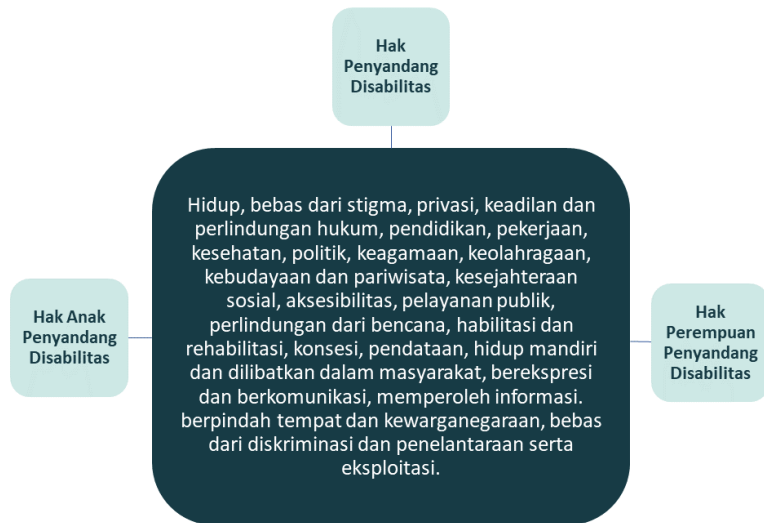 Hak
Penyandang
Disabilitas
Hidup, bebas dari stigma, privasi, keadilan dan
perlindungan hukum, pendidikan, pekerjaan,
kesehatan, politik, keagamaan, keolahragaan,
kebudayaan dan pariwisata, kesejahteraan
sosial, aksesibilitas, pelayanan publik,
perlindungan dari bencana, habilitasi dan
rehabilitasi, konsesi, pendataan, hidup mandiri
dan dilibatkan dalam masyarakat, berekspresi
dan berkomunikasi, memperoleh informasi.
berpindah tempat dan kewarganegaraan, bebas
dari diskriminasi dan penelantaraan serta
eksploitasi.
Hak Anak
Penyandang
Disabilitas
Hak
Perempuan
Penyandang
Disabilitas